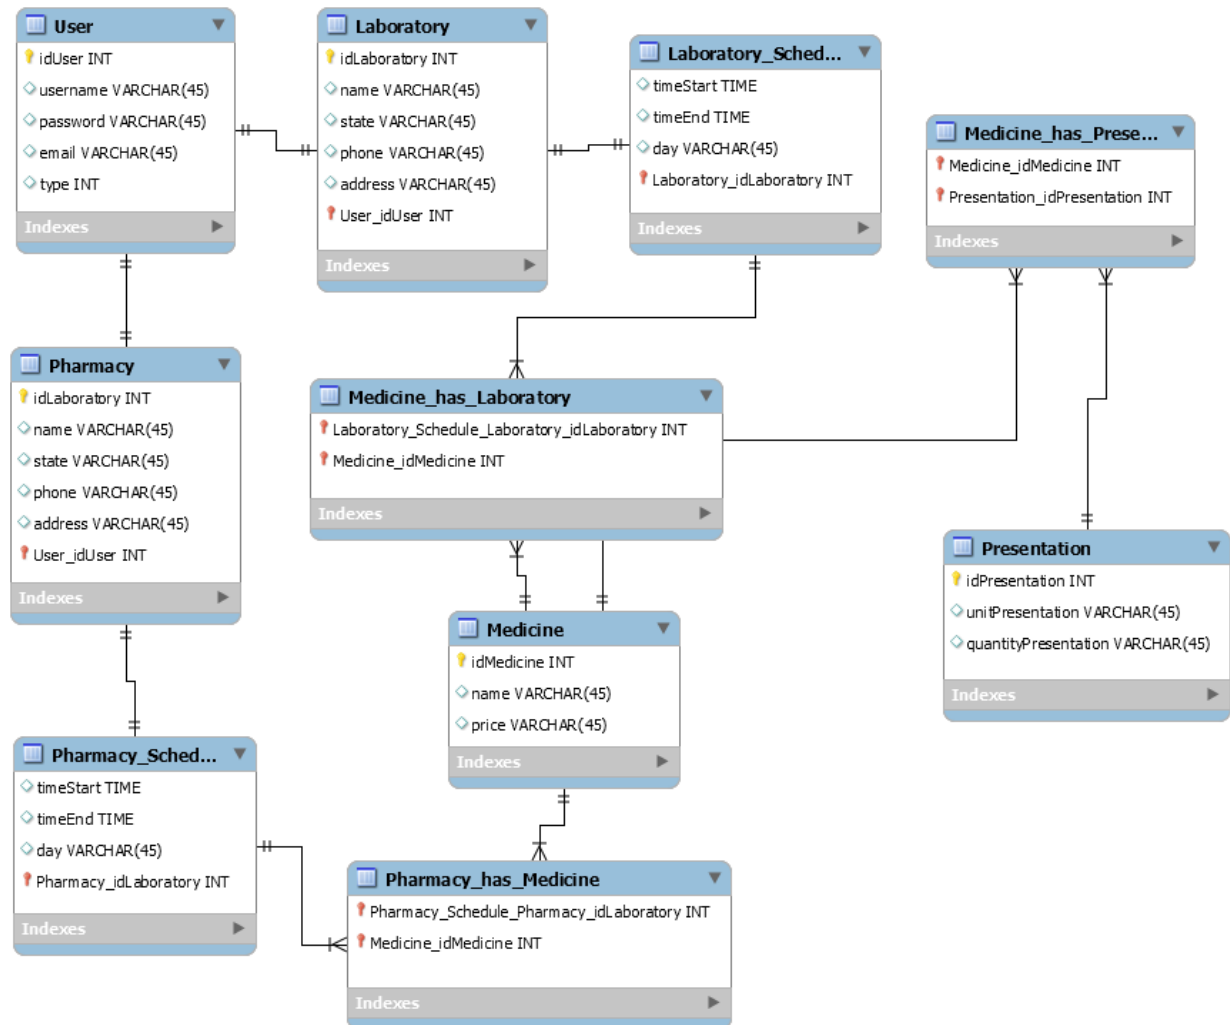 User
idUser INT
username VARCHAR(45)
password VARCHAR(45)
email VARCHAR(45)
type INT
Indexes
Laboratory
idLaboratory INT
name VARCHAR(45)
state VARCHAR(45)
phone VARCHAR(45)
address VARCHAR(45)
User_idUser INT
Indexes
Laboratory_Sched...
timeStart TIME
timeEnd TIME
day VARCHAR(45)
Laboratory_idLaboratory INT
Indexes
Medicine_has_Prese...
Medicine_idMedicine INT
Presentation_idPresentation INT
Indexes
Pharmacy
idLaboratory INT
name VARCHAR(45)
state VARCHAR(45)
phone VARCHAR(45)
address VARCHAR(45)
User_idUser INT
Indexes
Medicine_has_Laboratory
Laboratory_Schedule_Laboratory_idLaboratory INT
Medicine_idMedicine INT
Indexes
Presentation
idPresentation INT
unitPresentation VARCHAR(45)
quantityPresentation VARCHAR(45)
Indexes
Medicine
idMedicine INT
name VARCHAR(45)
price VARCHAR(45)
Indexes
Pharmacy_Sched...
timeStart TIME
timeEnd TIME
day VARCHAR(45)
Pharmacy_idLaboratory INT
Indexes
Pharmacy_has_Medicine
Pharmacy_Schedule_Pharmacy_idLaboratory INT
Medicine_idMedicine INT
Indexes